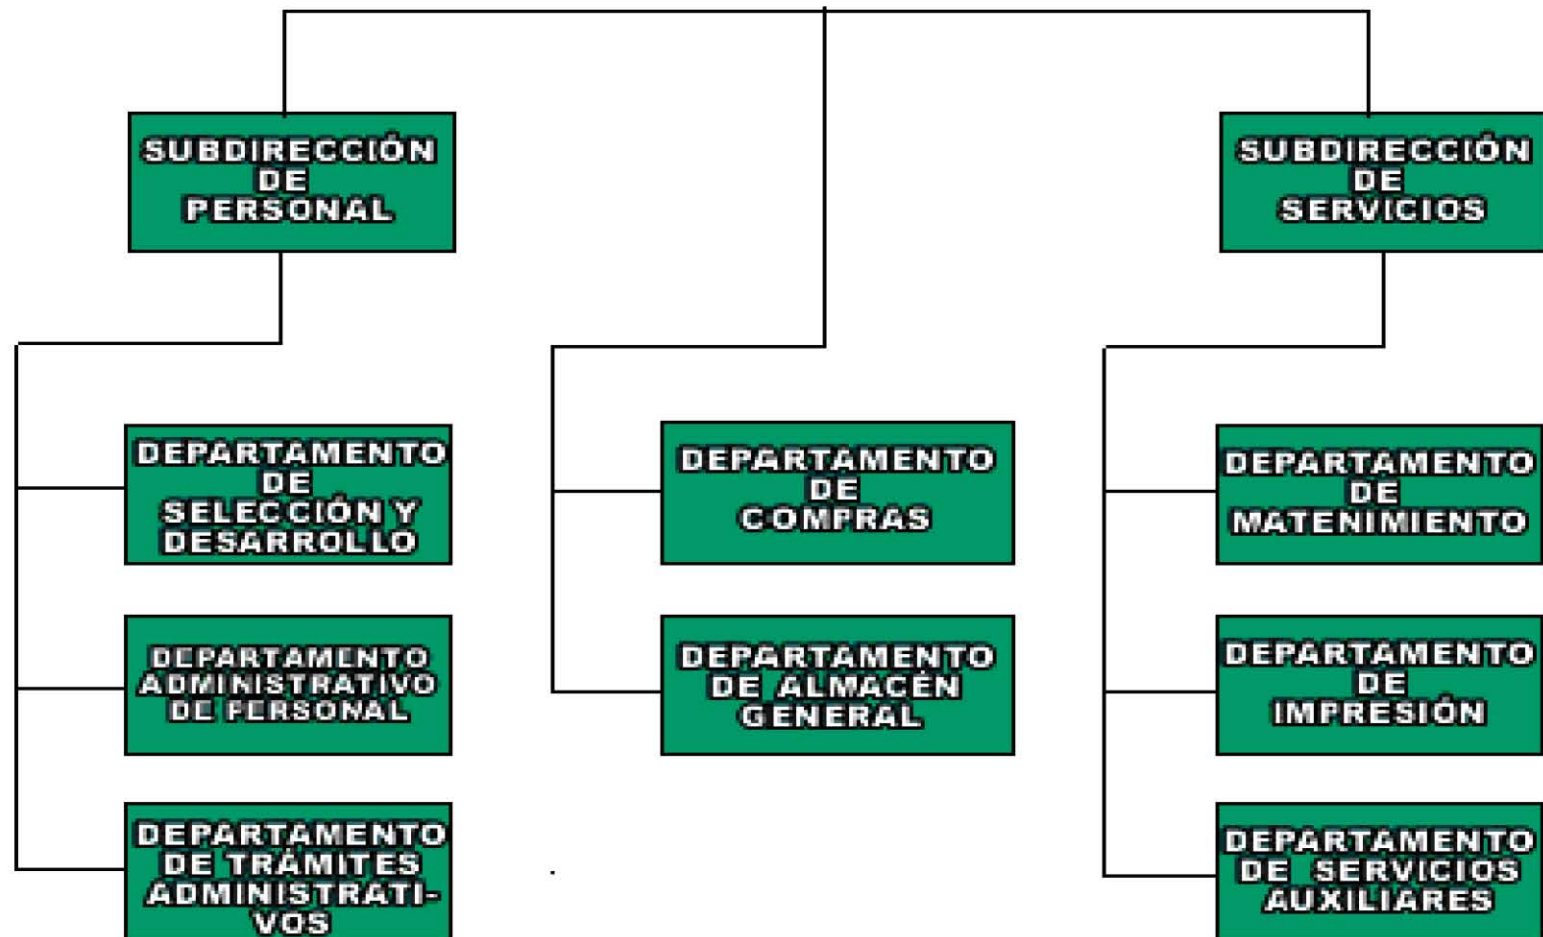 SUBDIRECCIÓN
DE
PERSONAL
SUBDIRECCIÓN
DE
SERVICIOS
DEPARTAMENTO
DE
SELECCIÓN Y
DESARROLLO
DEPARTAMENTO
DE
COMPRAS
DEPARTAMENTO
DE
MATENIMIENTO
DEPARTAMENTO
ADMINISTRATIVO
DE PERSONAL
DEPARTAMENTO
DE ALMACÉN
GENERAL
DEPARTAMENTO
DE
IMPRESIÓN
DEPARTAMENTO
DE TRÁMITES
ADMINISTRATI-
VOS
DEPARTAMENTO
DE SERVICIOS
AUXILIARES